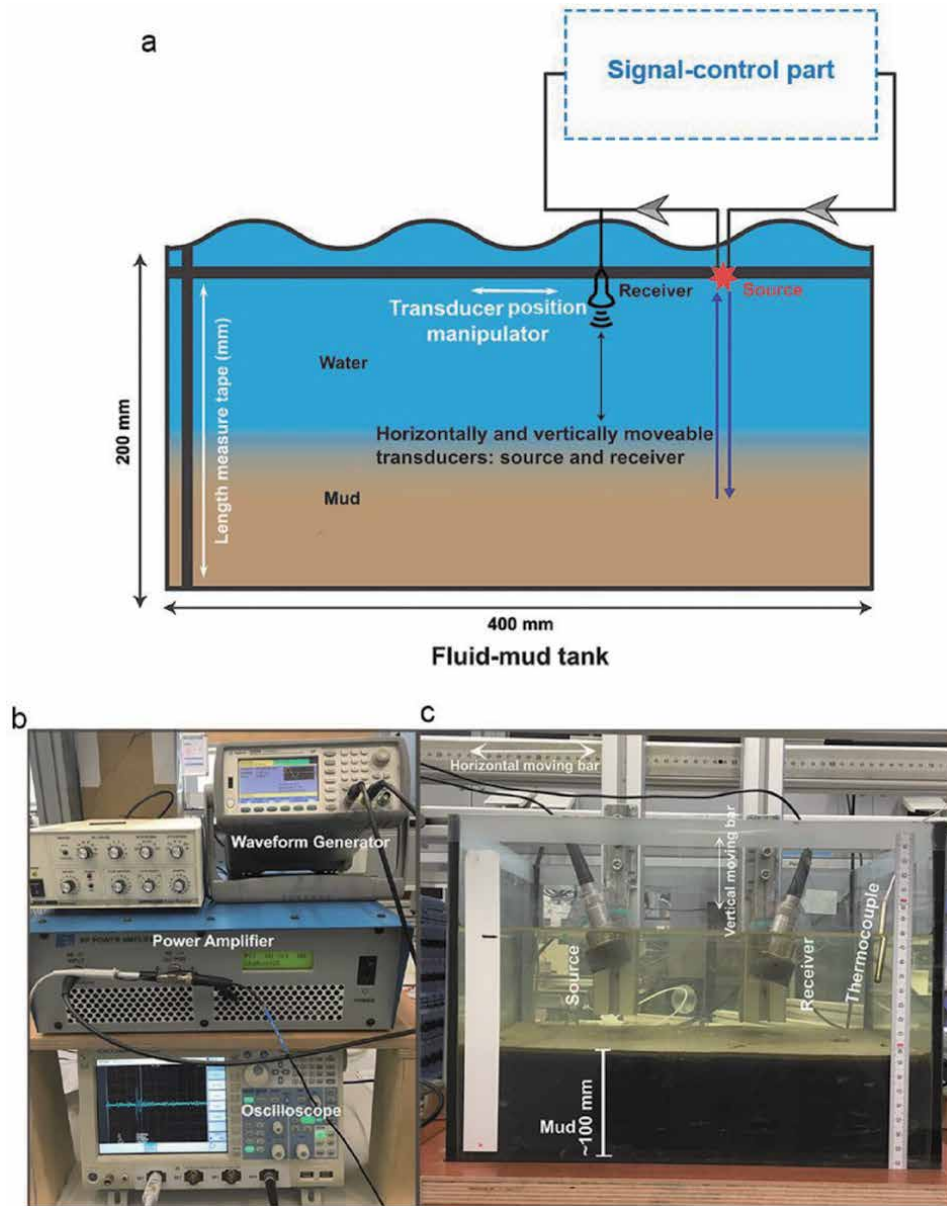 a
Signal-control part
Receiver
Source
Transducer position
manipulator
Water
Length measure tape (mm)
200 mm
Horizontally and vertically moveable
transducers: source and receiver
Mud
400 mm
Fluid-mud tank
b
Waveform Generator
Power Amplifier
POWER
Oscilloscope
c
Horizontal moving bar
Vertical moving bar
Source
Receiver
Thermocouple
Mud
~100 mm